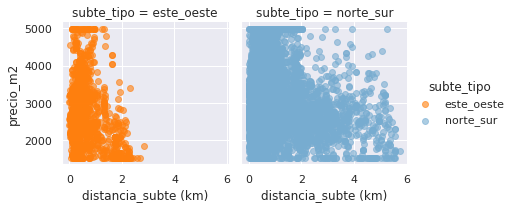 subte_tipo = este_oeste
subte_tipo = norte_sur
5000
4000
3000
2000
precio_m2
0
2
4
6
0
2
4
6
distancia_subte (km)
distancia_subte (km)
subte_tipo
este_oeste
norte_sur